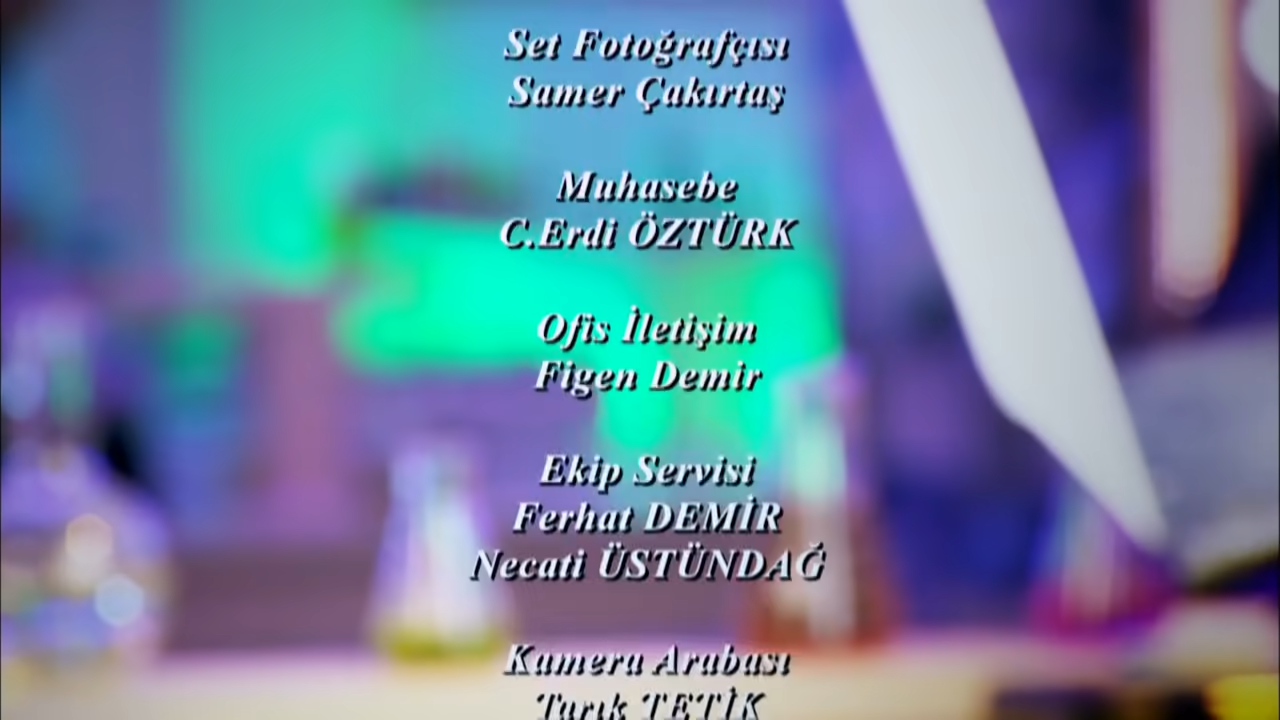 Set Fotoğrafçısı
Samer Çakırtaş
Muhasebe
C.Erdi ÖZTÜRK
Ofis İletişim
Figen Demir
Ekip Servisi
Ferhat DEMİR
Necati ÜSTÜNDAĞ
Kamera Arabası
Tarık TETİK